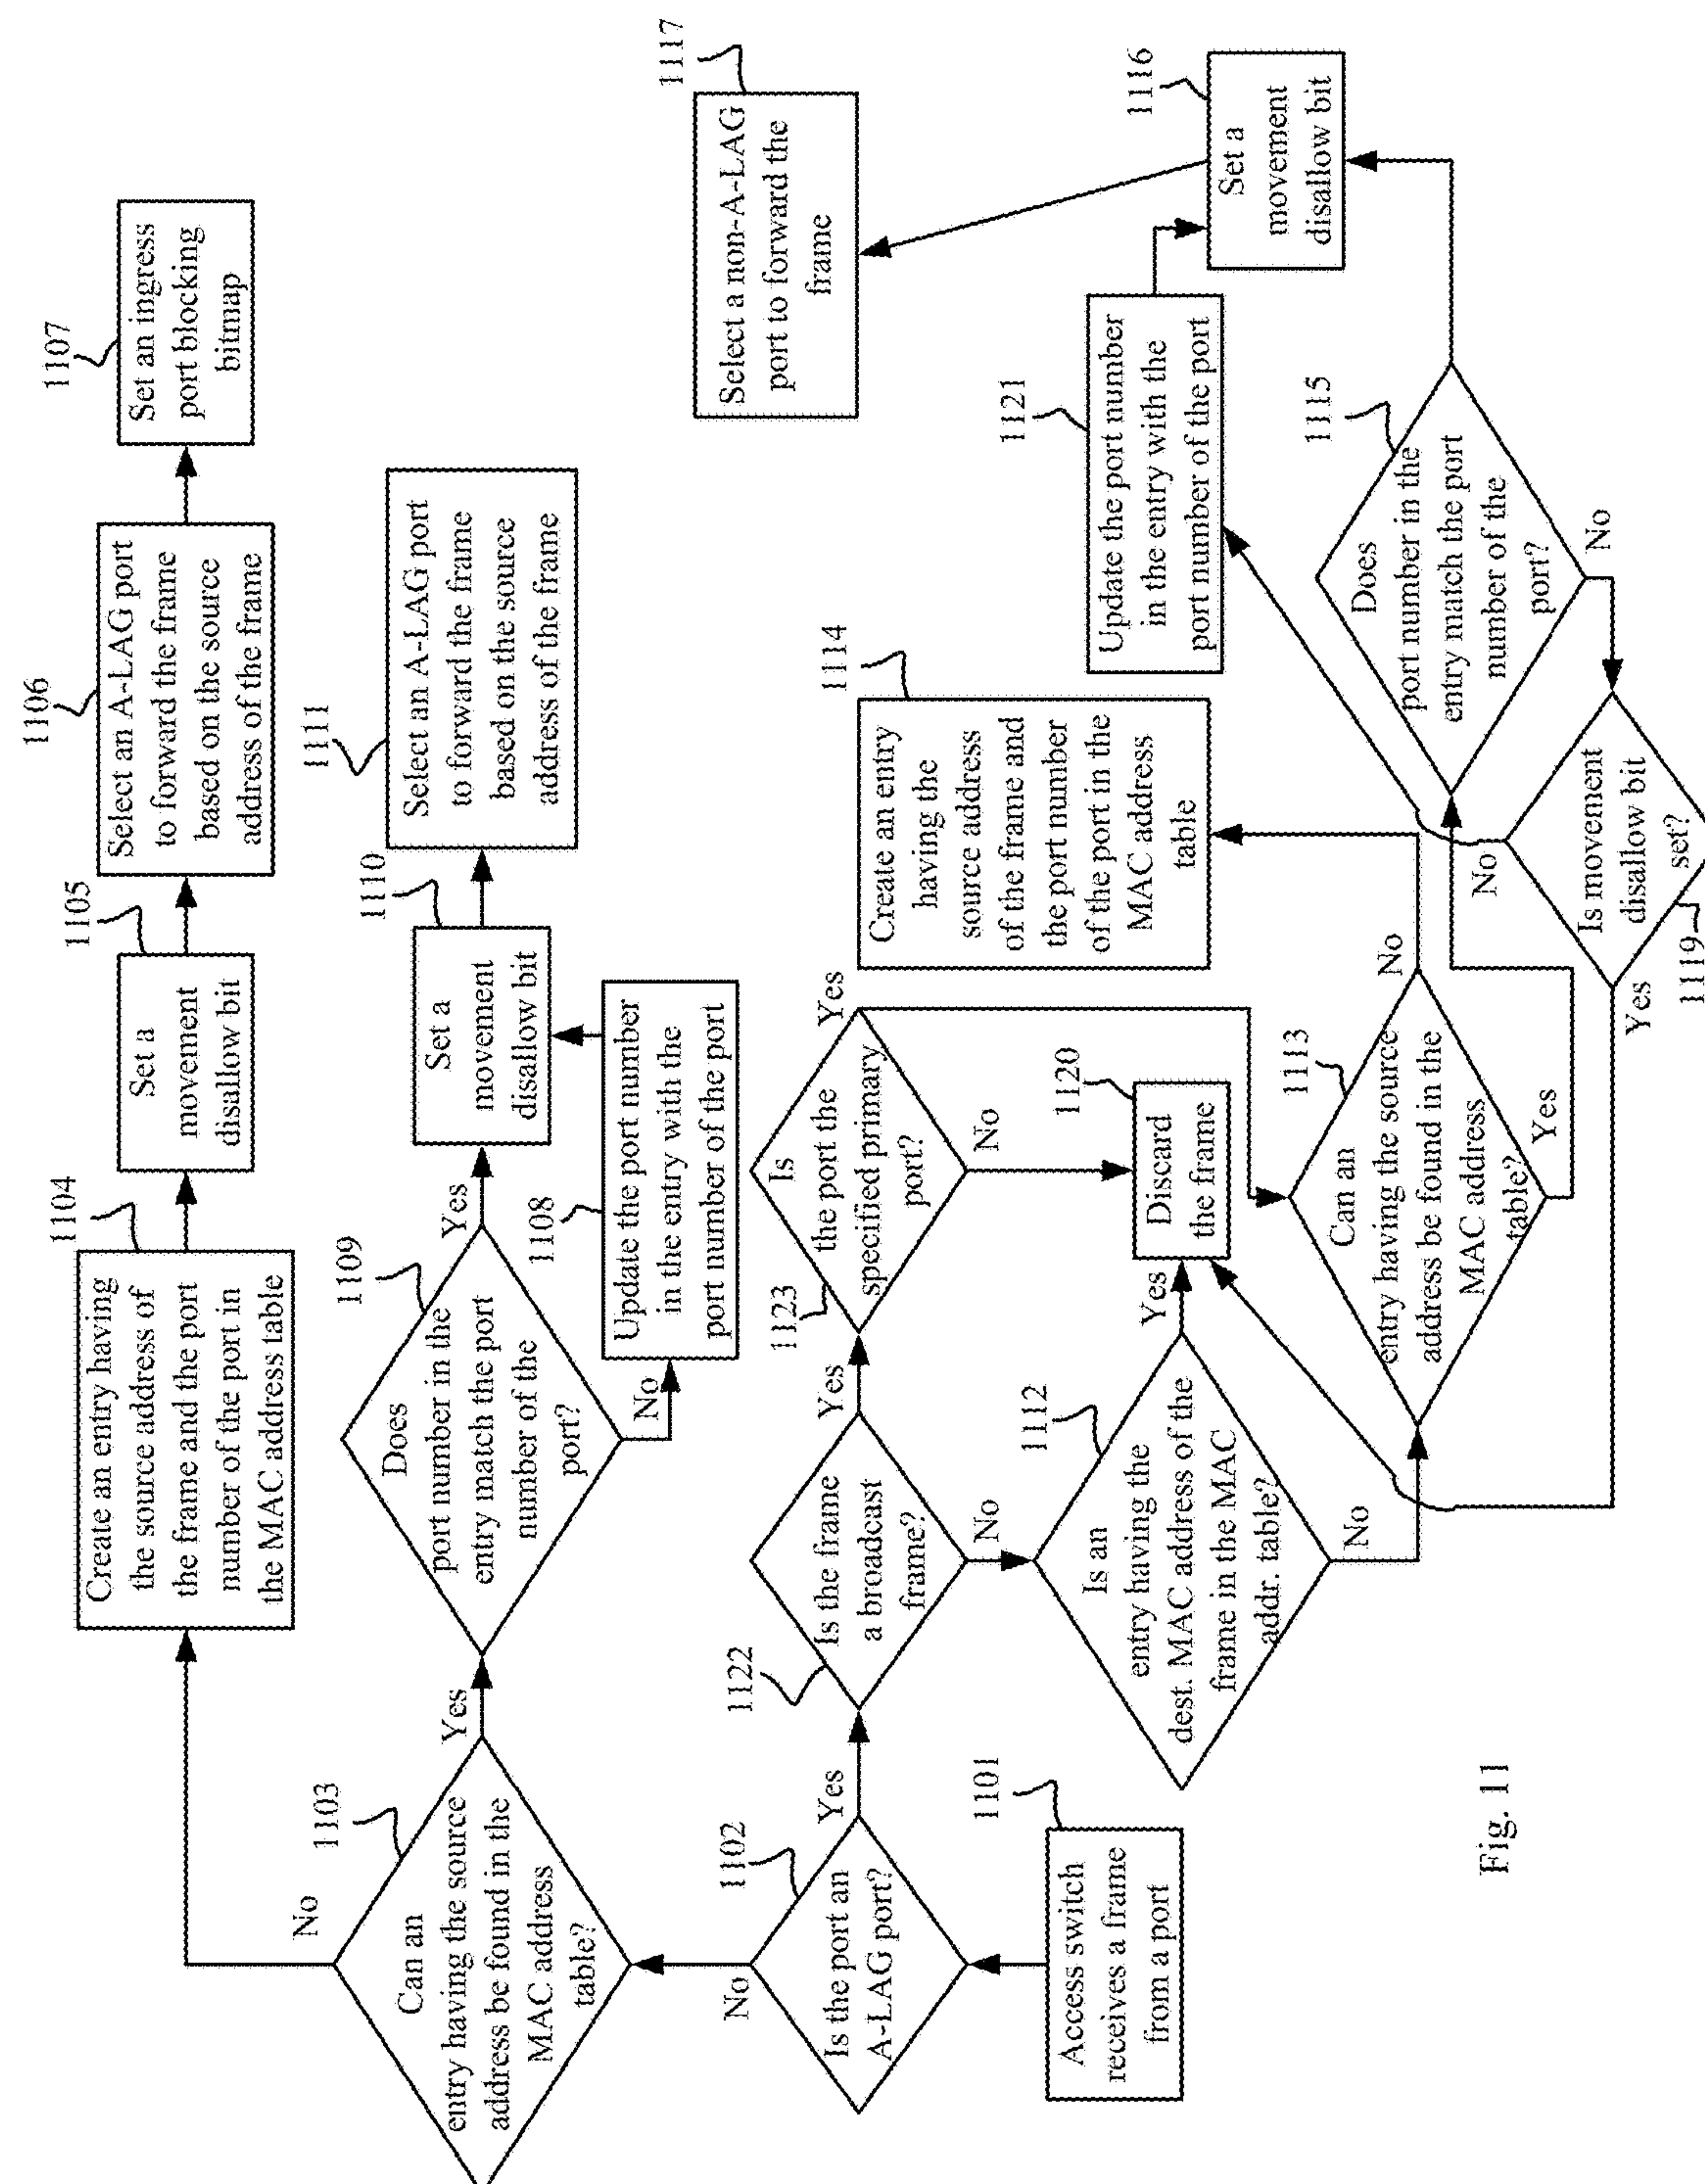 1101
Access switch
receives a frame
from a port
1102
Is the port an
A-LAG port?
No
Yes
1103
Can an
entry having the source
address be found in the
MAC address
table?
No
Yes
1104
Create an entry having
the source address of
the frame and the port
number of the port in
the MAC address table
1105
Set a
movement
disallow bit
1106
Select an A-LAG port
to forward the frame
based on the source
address of the frame
1107
Set an ingress
port blocking
bitmap
1109
Does
port number in the
entry match the port
number of the
port?
Yes
No
1108
Update the port number
in the entry with the
port number of the port
1110
Set a
movement
disallow bit
1111
Select an A-LAG port
to forward the frame
based on the source
address of the frame
1122
Is the frame
a broadcast
frame?
Yes
No
1123
Is
the port the
specified primary
port?
Yes
No
1112
Is an
entry having the
dest. MAC address of the
frame in the MAC
addr. table?
Yes
No
1120
Discard
the frame
1113
Can an
entry having the source
address be found in the
MAC address
table?
No
Yes
1114
Create an entry
having the
source address
of the frame and
the port number
of the port in the
MAC address
table
1115
Does
port number in the
entry match the port
number of the
port?
No
1119
Is movement
disallow bit
set?
No
Yes
1121
Update the port number
in the entry with the
port number of the port
1116
Set a
movement
disallow bit
1117
Select a non-A-LAG
port to forward the
frame
Fig. 11